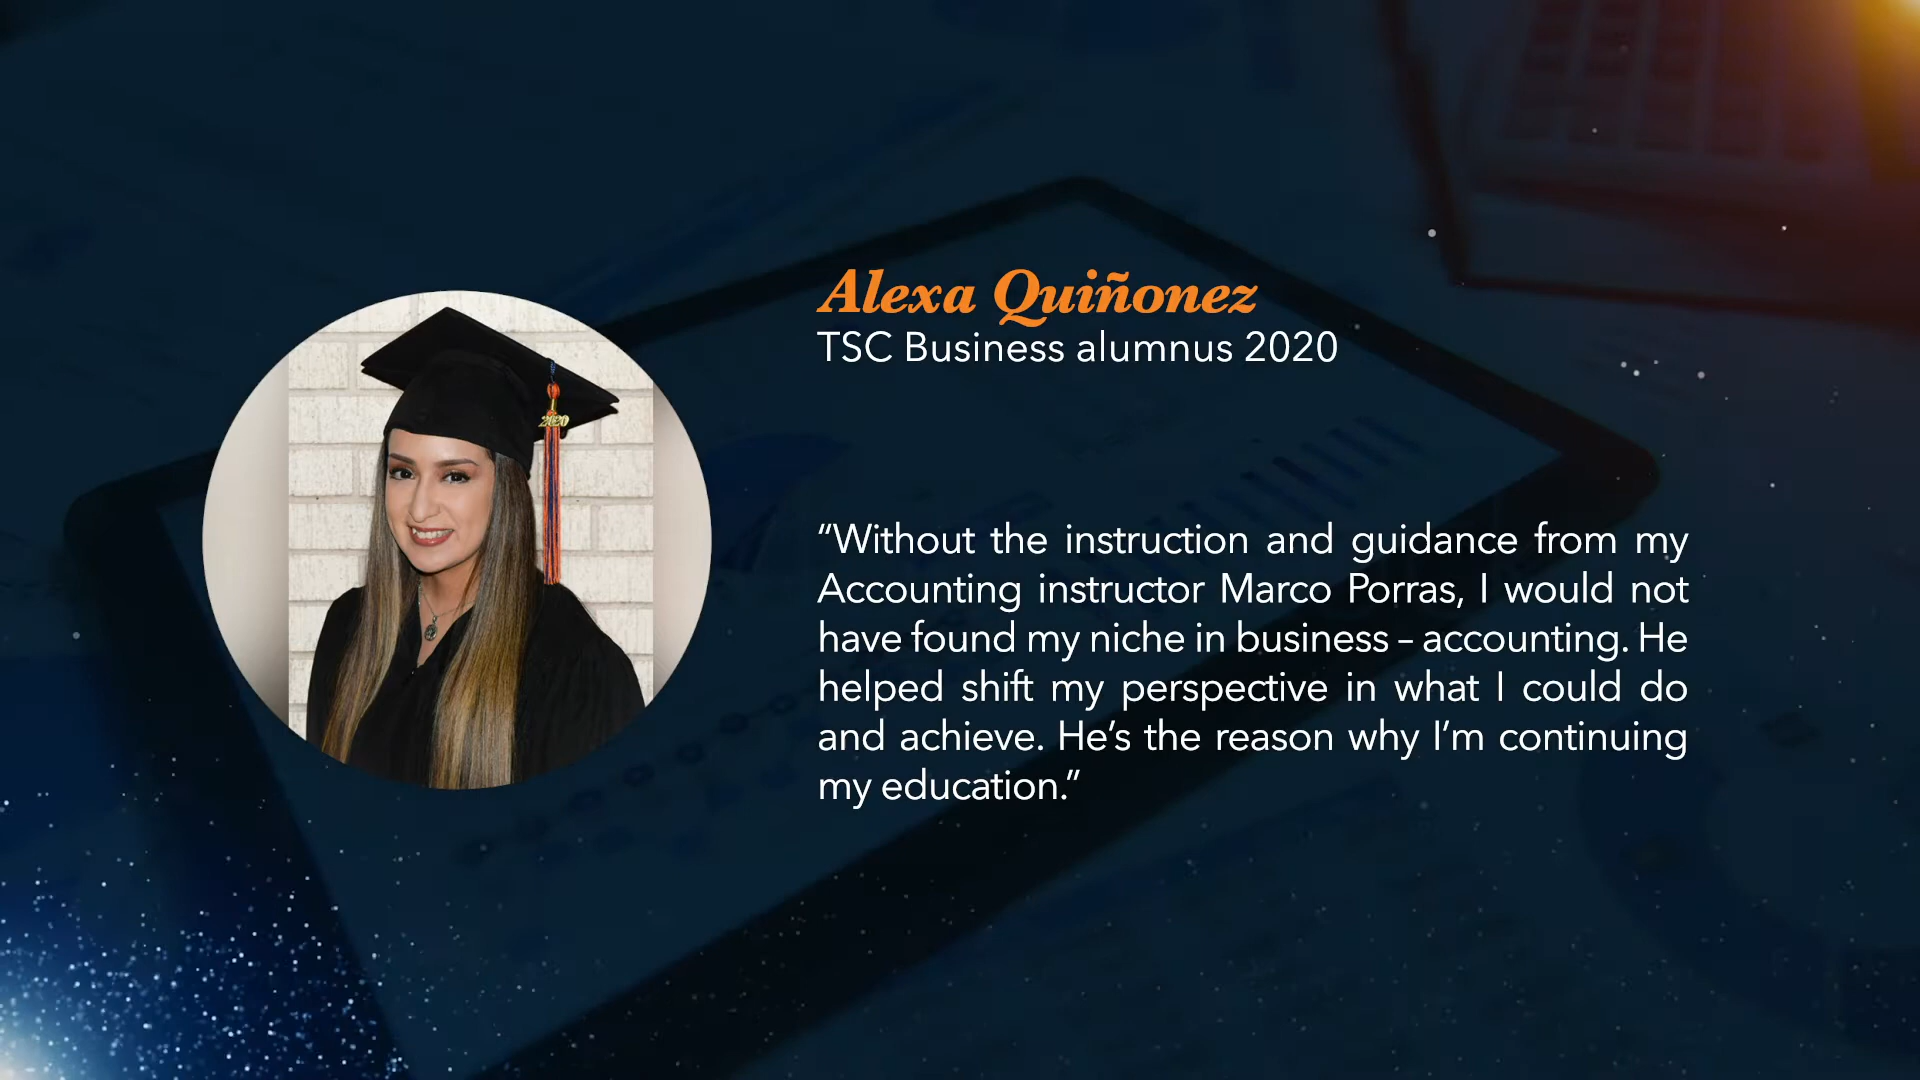 Alexa Quiñonez
TSC Business alumnus 2020
2020
“Without the instruction and guidance from my
Accounting instructor Marco Porras, I would not
have found my niche in business – accounting. He
helped shift my perspective in what I could do
and achieve. He’s the reason why I’m continuing
my education.”